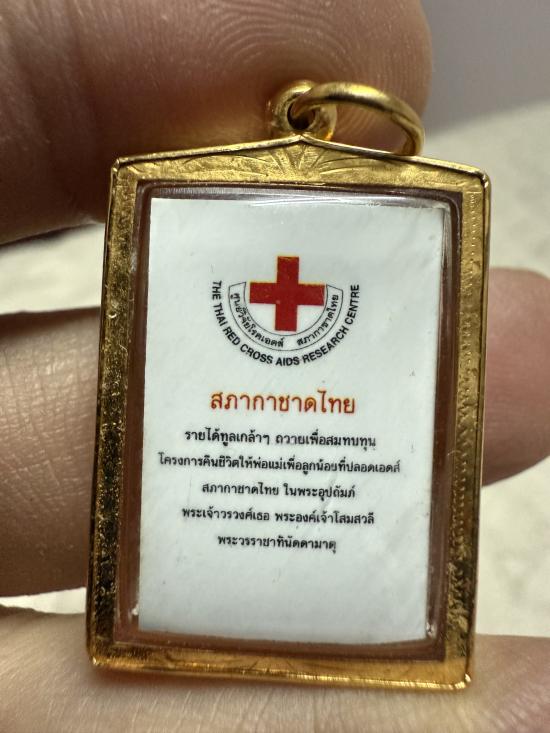 ศูนย์วิจัยโรคเอดส์ สภากาชาดไทย
THE THAI RED CROSS AIDS RESEARCH CENTRE
สภากาชาดไทย
รายได้ทูลเกล้าฯ ถวายเพื่อสมทบทุน
โครงการคืนชีวิตให้พ่อแม่เพื่อลูกน้อยที่ปลอดเอดส์
สภากาชาดไทย ในพระอุปถัมภ์
พระเจ้าวรวงศ์เธอ พระองค์เจ้าโสมสวลี
พระวรราชาทินัดดามาตุ